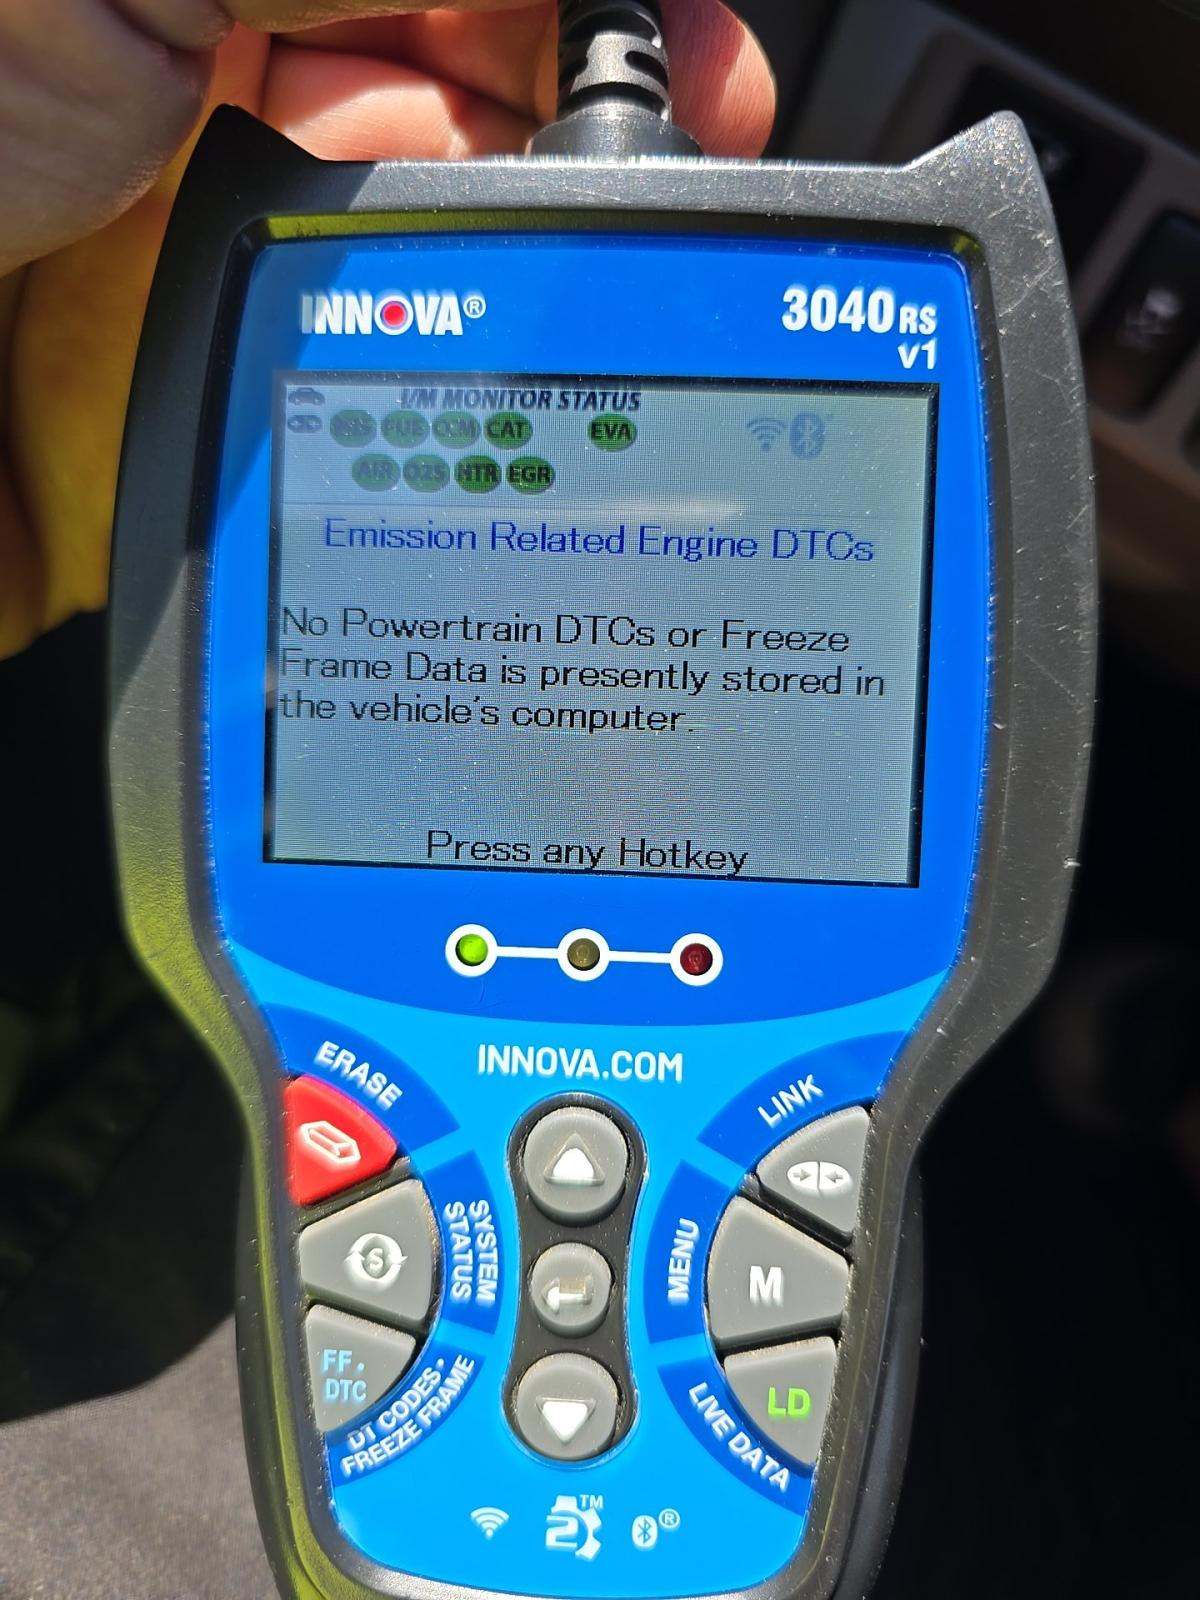 INNOVA®
3040RS
v1
I/M MONITOR STATUS
MIS FUE CCM CAT EVA
AIR O2S HTR EGR
Emission Related Engine DTCs
No Powertrain DTCs or Freeze
Frame Data is presently stored in
the vehicle's computer.
Press any Hotkey
INNOVA.COM
ERASE
LINK
SYSTEM
STATUS
S
MENU
M
FF.
DTC
DT CODES•
FREEZE FRAME
LD
LIVE DATA
2 ™
®